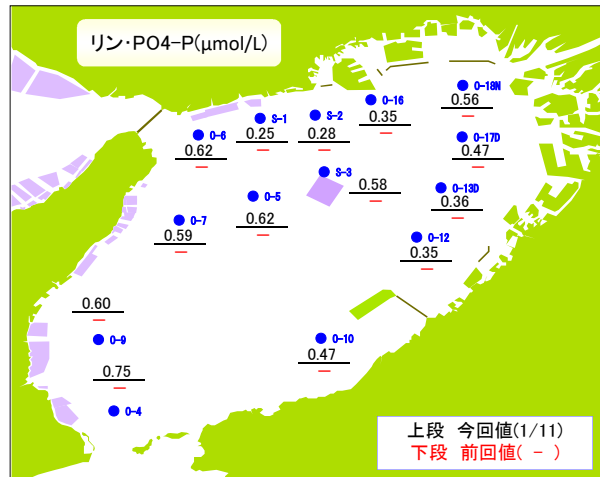 リン・PO4-P(μmol/L)
O-18N
0.56
—
O-16
0.35
—
S-2
0.28
—
S-1
0.25
—
O-6
0.62
—
O-17D
0.47
—
S-3
0.58
—
O-13D
0.36
—
O-5
0.62
—
O-7
0.59
—
O-12
0.35
—
0.60
—
O-9
O-10
0.47
—
0.75
—
O-4
上段 今回値(1/11)
下段 前回値( - )